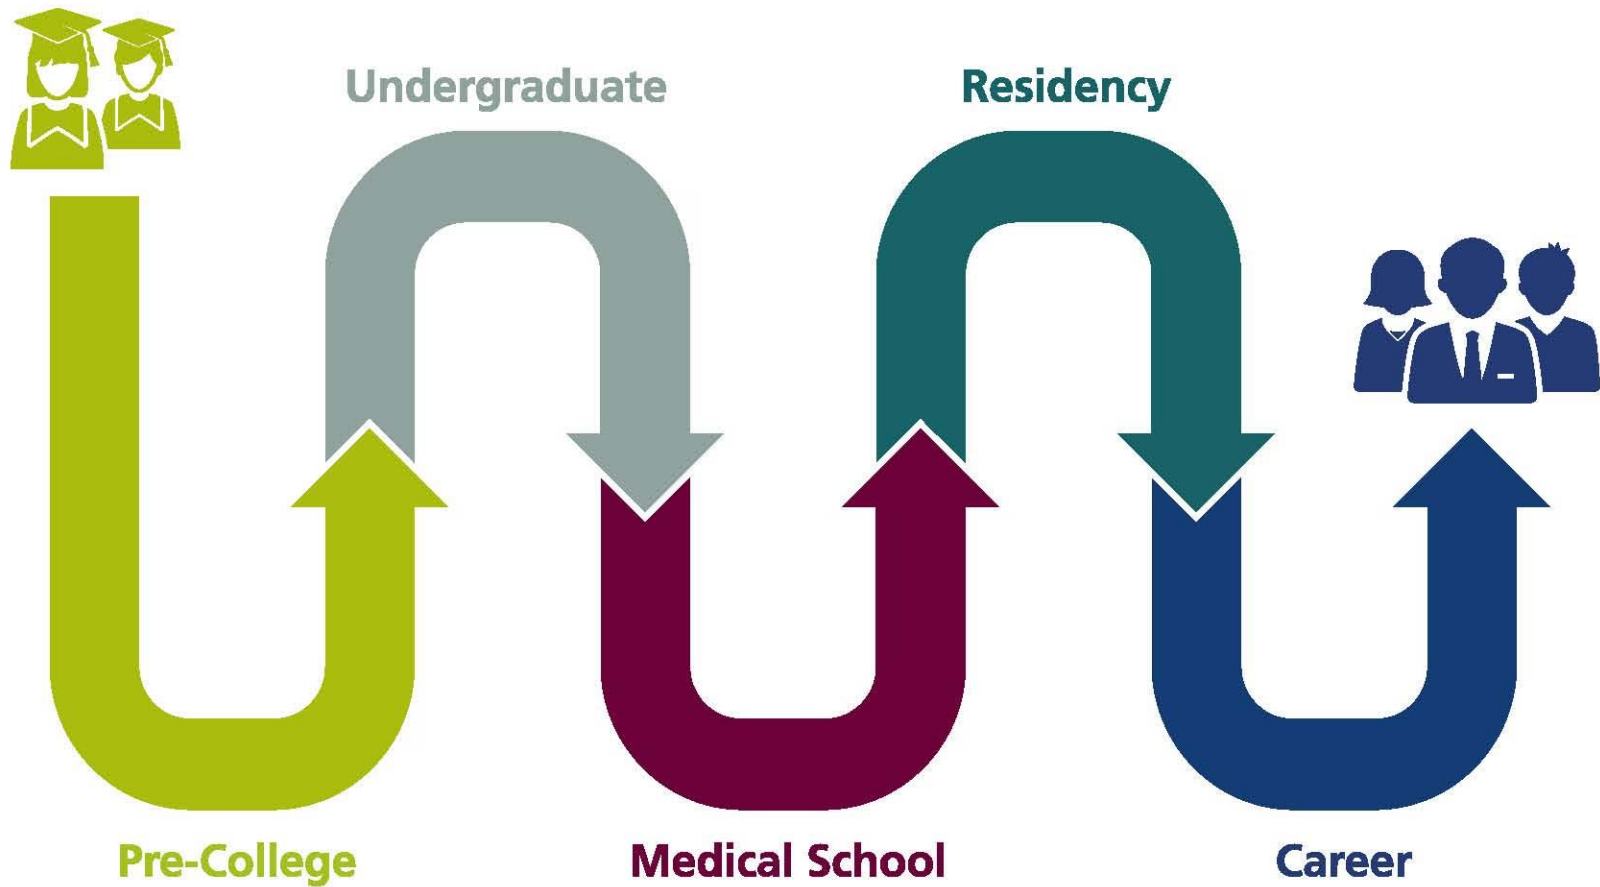 Undergraduate
Residency
Pre-College
Medical School
Career